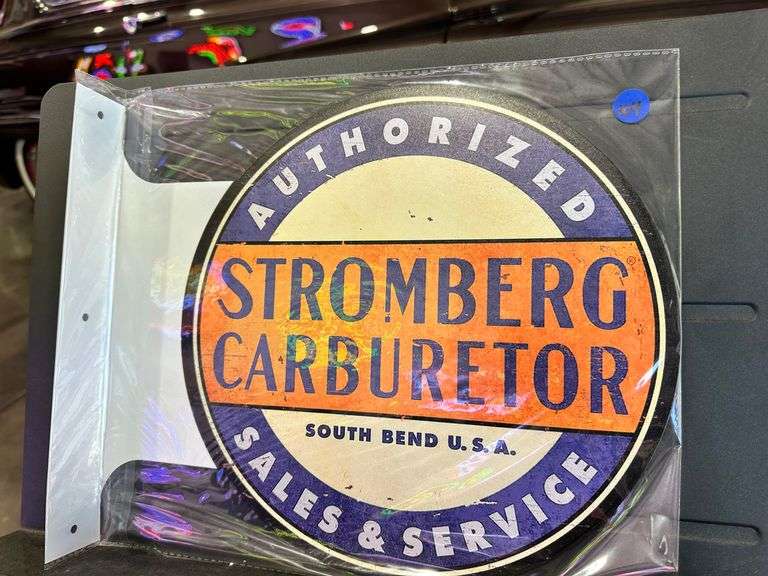 AUTHORIZED
STROMBERG®
CARBURETOR
SOUTH BEND U.S.A.
SALES & SERVICE